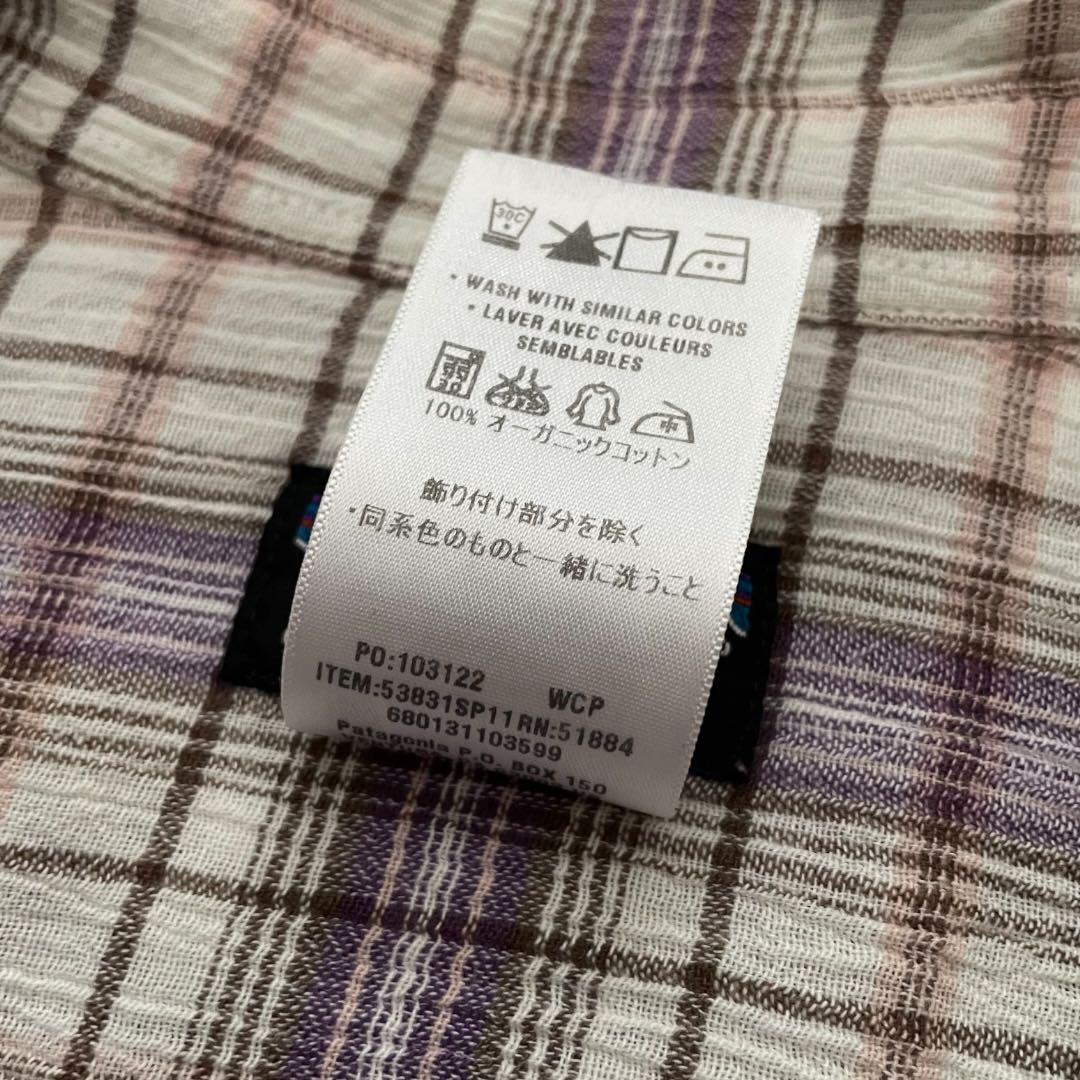 30C
• WASH WITH SIMILAR COLORS
• LAVER AVEC COULEURS
SEMBLABLES
中
100% オーガニックコットン
飾り付け部分を除く
・同系色のものと一緒に洗うこと
PO:103122 WCP
ITEM:53831SP11RN:51884
680131103599
Patagonia P.O. BOX 150